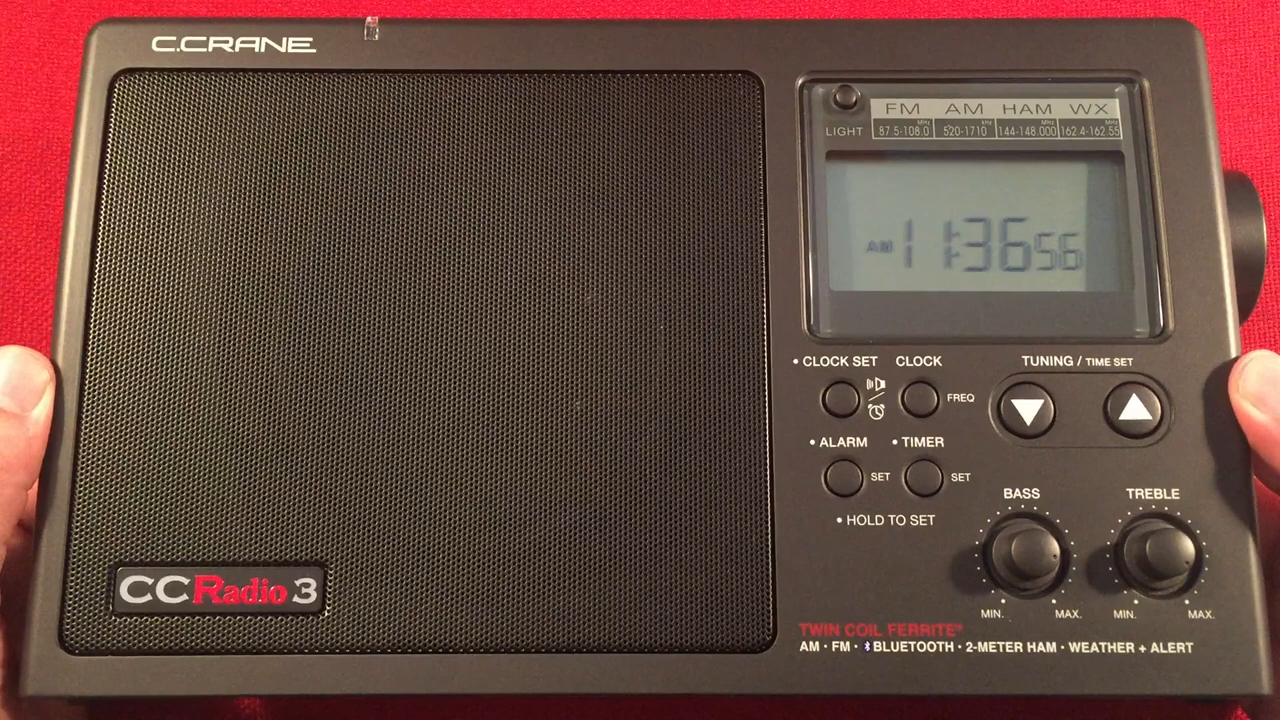 C.CRANE
FM AM HAM WX
MHz kHz MHz MHz
87.5-108.0 520-1710 144-148.000 162.4-162.55
LIGHT
AM 11:36 56
• CLOCK SET CLOCK
TUNING / TIME SET
FREQ
• ALARM • TIMER
SET SET
• HOLD TO SET
BASS TREBLE
MIN. MAX. MIN. MAX.
CCRadio 3
TWIN COIL FERRITE™
AM · FM · BLUETOOTH · 2-METER HAM · WEATHER + ALERT